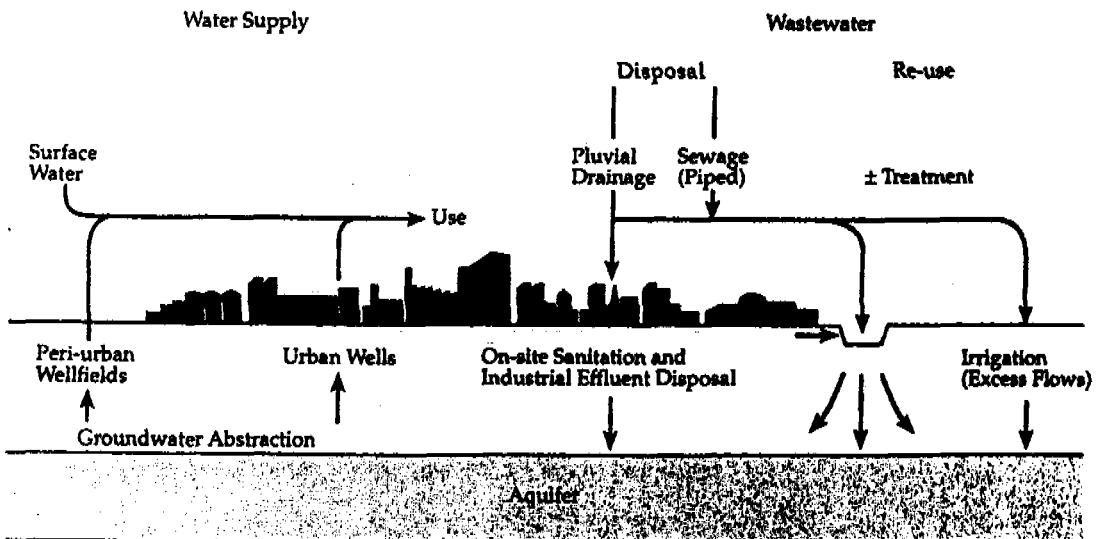 Water Supply
Wastewater
Disposal
Re-use
Surface
Water
Pluvial
Drainage
Sewage
(Piped)
± Treatment
Use
Peri-urban
Wellfields
Urban Wells
On-site Sanitation and
Industrial Effluent Disposal
Irrigation
(Excess Flows)
Groundwater Abstraction
Aquifer